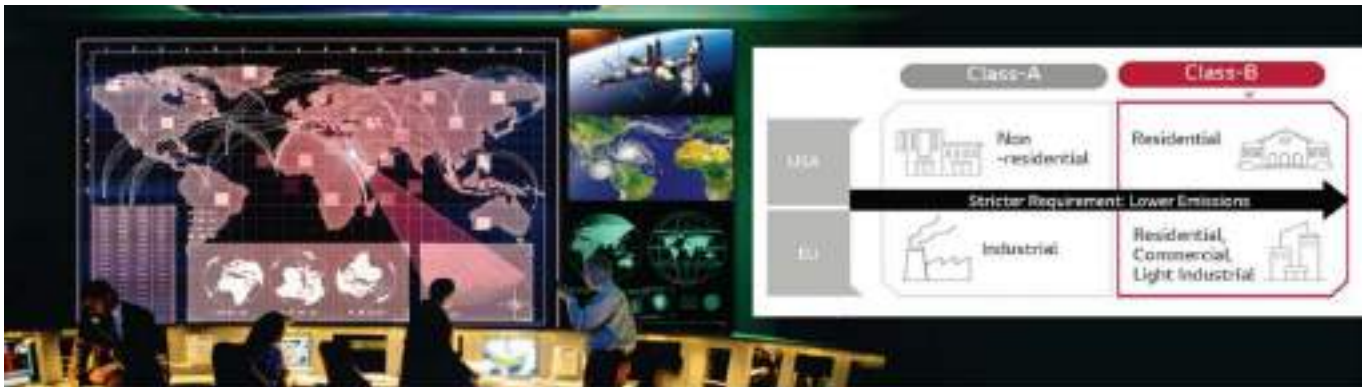 Class-A
Class-B
USA
Non
-residential
Residential
Stricter Requirement: Lower Emissions
EU
Industrial
Residential,
Commercial,
Light Industrial